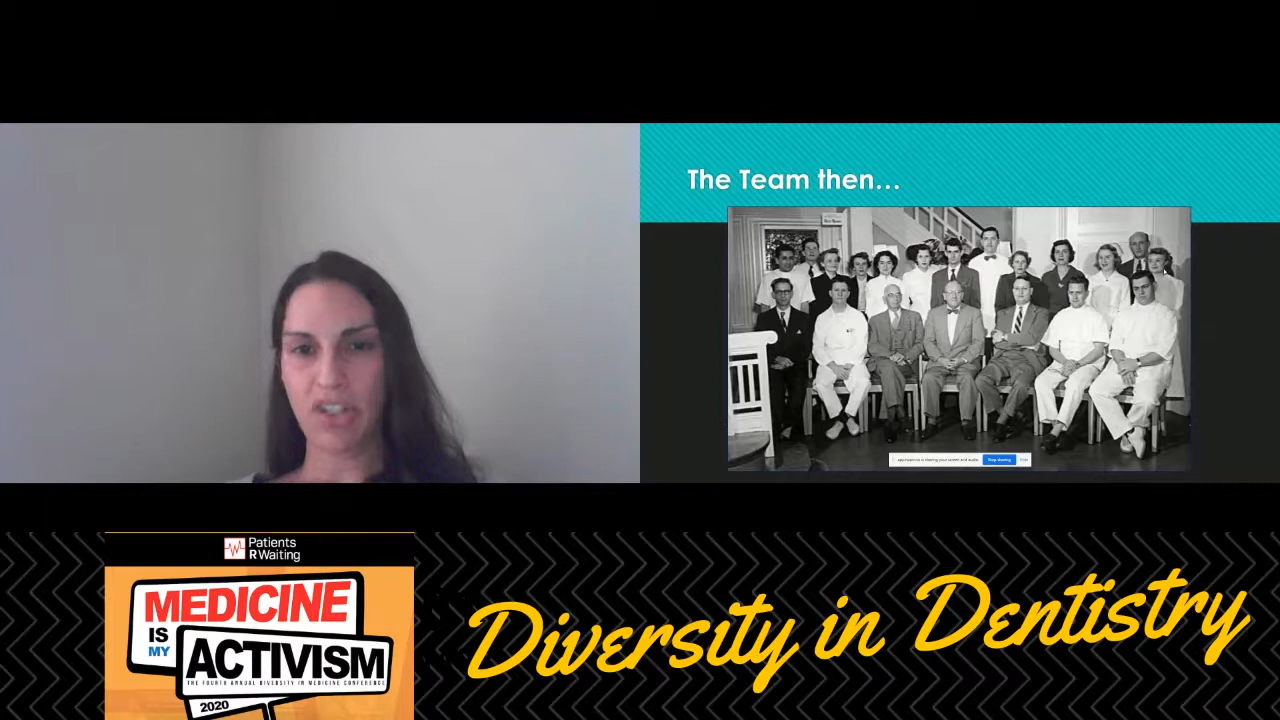 The Team then...
Stop sharing
Hide
Patients
R Waiting
MEDICINE
IS
MY
ACTIVISM
THE FOURTH ANNUAL DIVERSITY IN MEDICINE CONFERENCE
2020
Diversity in Dentistry